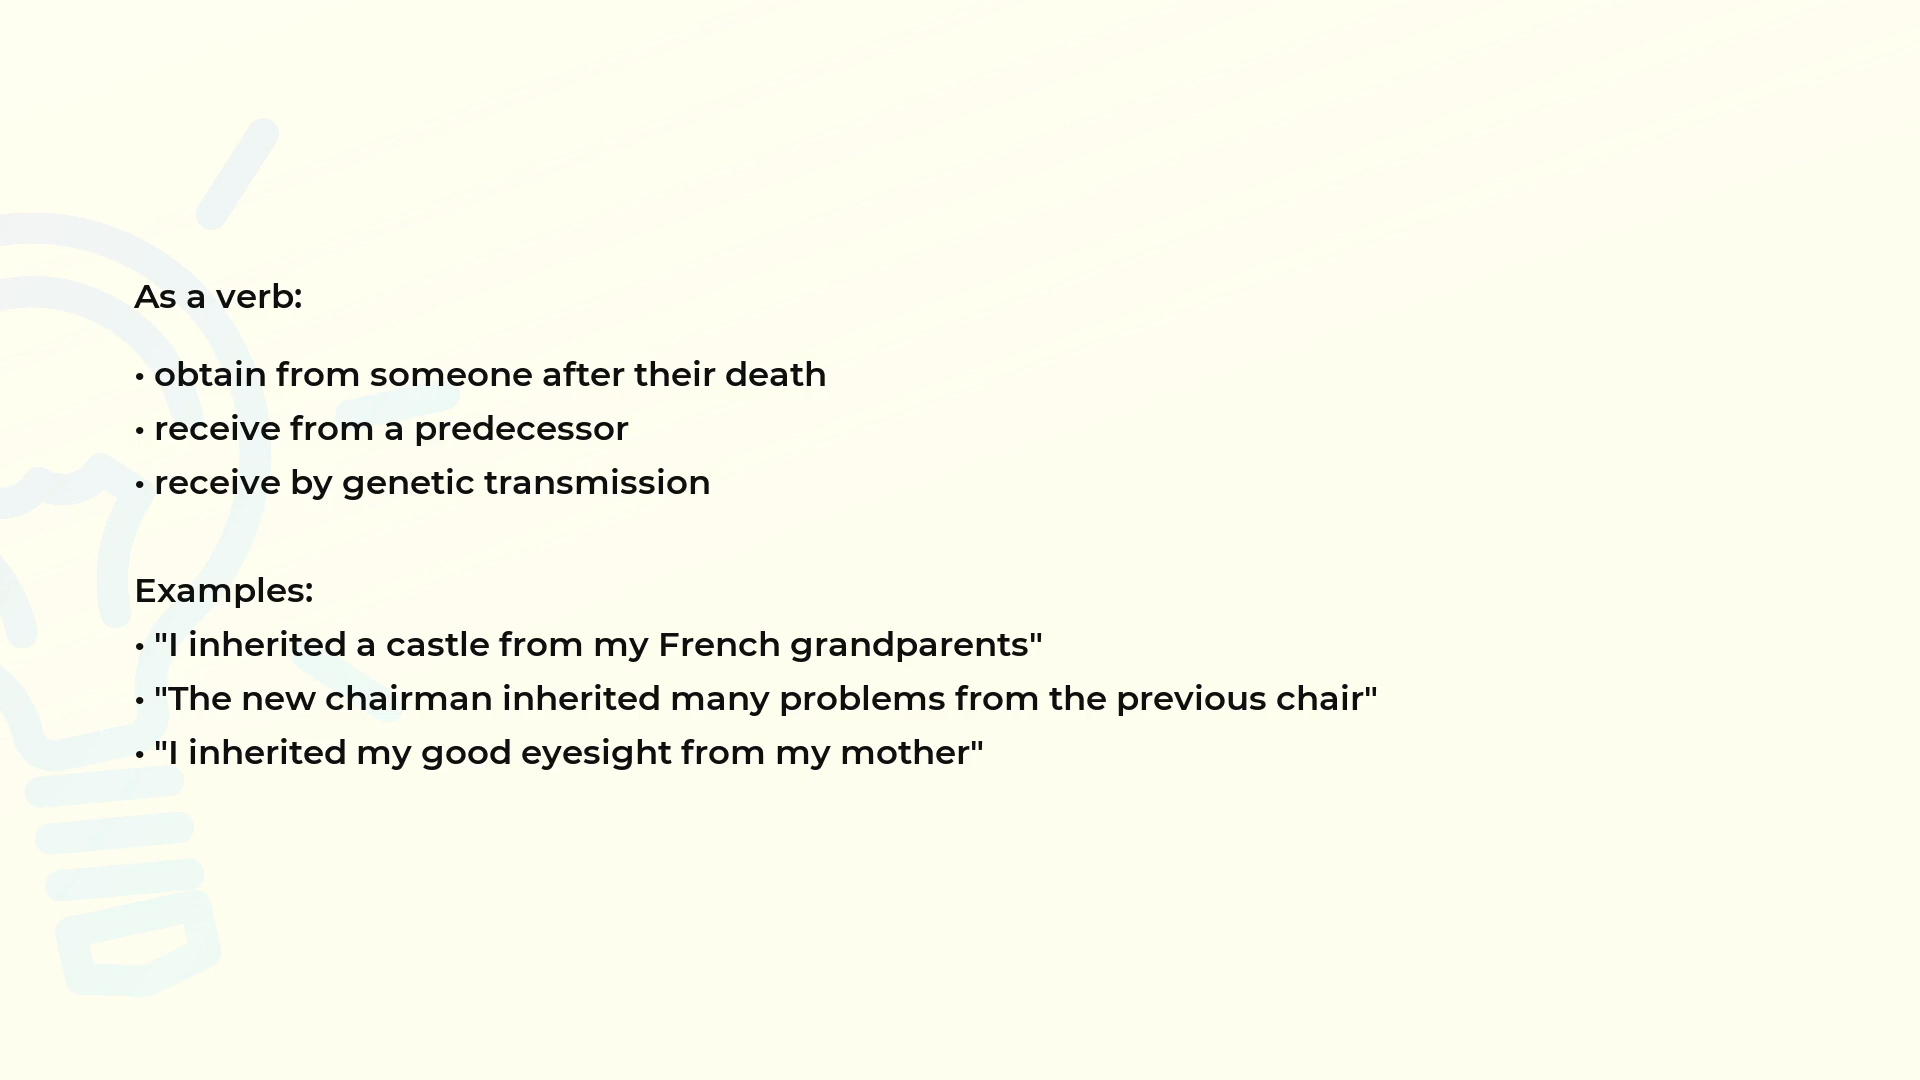 As a verb:
• obtain from someone after their death
• receive from a predecessor
• receive by genetic transmission
Examples:
• "I inherited a castle from my French grandparents"
• "The new chairman inherited many problems from the previous chair"
• "I inherited my good eyesight from my mother"